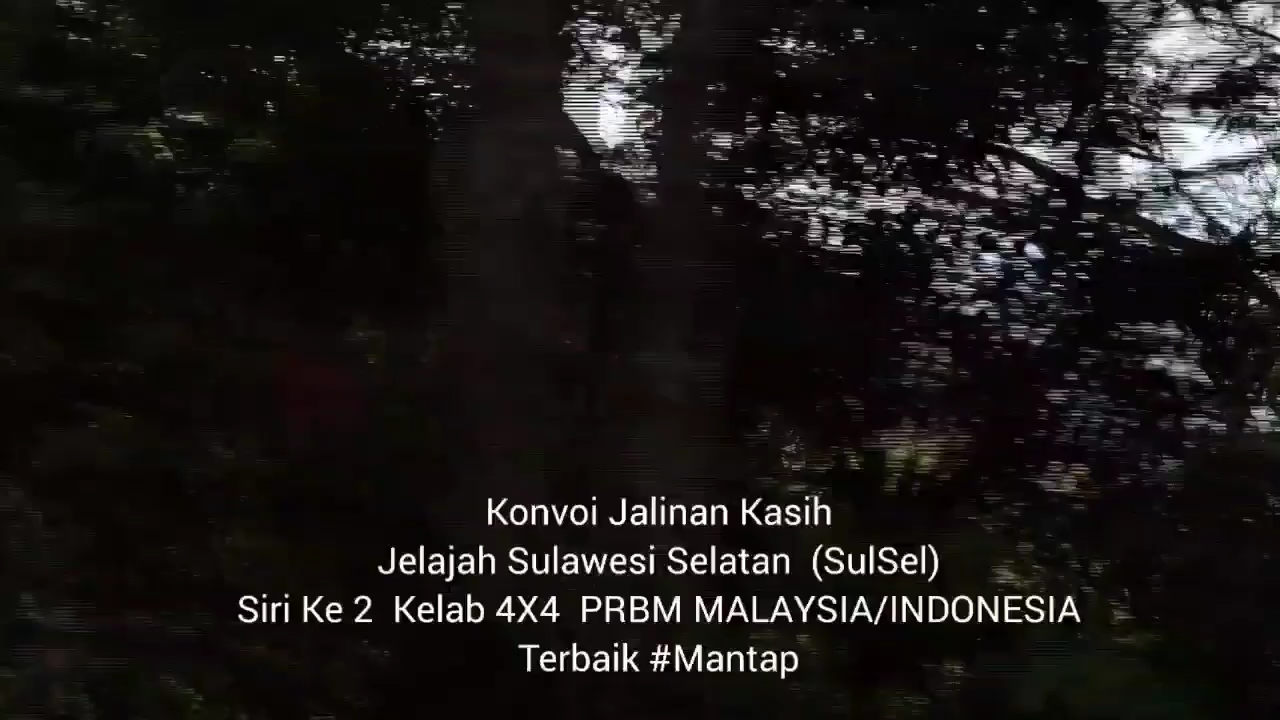 Konvoi Jalinan Kasih
Jelajah Sulawesi Selatan (SulSel)
Siri Ke 2 Kelab 4X4 PRBM MALAYSIA/INDONESIA
Terbaik #Mantap